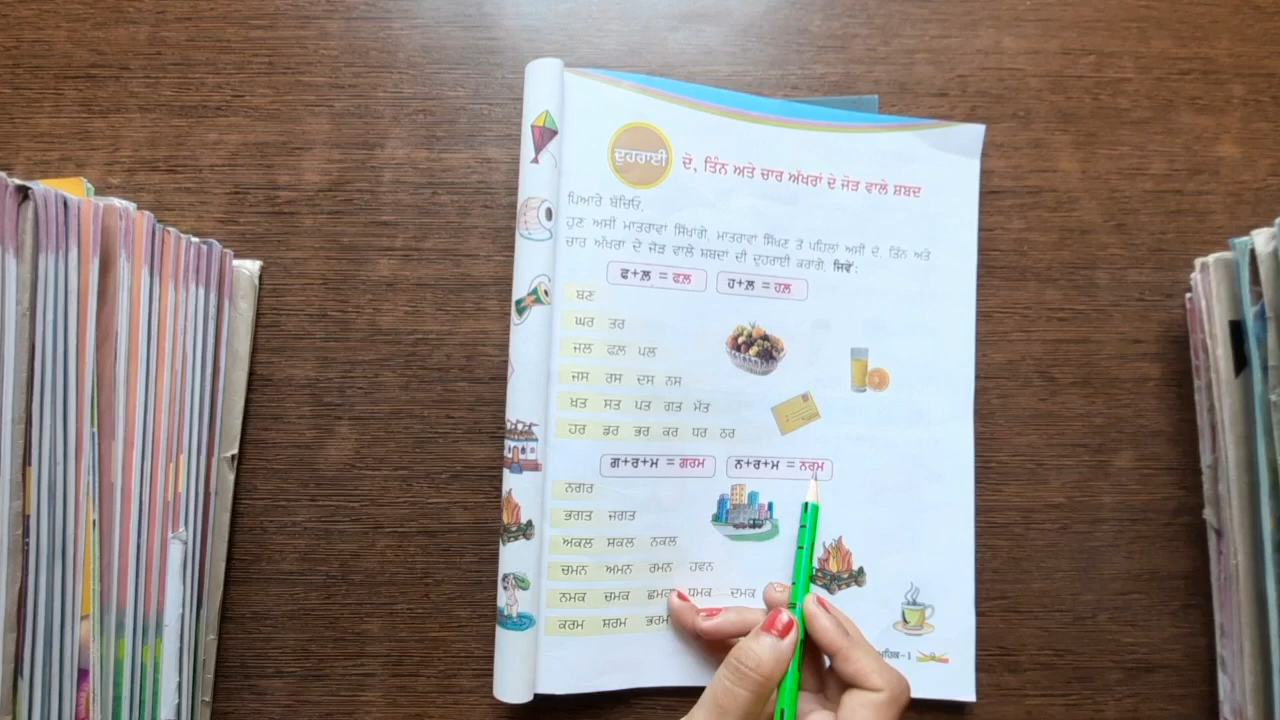 ਦੁਹਰਾਈ
ਦੋ, ਤਿੰਨ ਅਤੇ ਚਾਰ ਅੱਖਰਾਂ ਦੇ ਜੋੜ ਵਾਲੇ ਸ਼ਬਦ
ਪਿਆਰੇ ਬੱਚਿਓ,
ਹੁਣ ਅਸੀਂ ਮਾਤਰਾਵਾਂ ਸਿੱਖਾਂਗੇ, ਮਾਤਰਾਵਾਂ ਸਿੱਖਣ ਤੋਂ ਪਹਿਲਾਂ ਅਸੀਂ ਦੋ, ਤਿੰਨ ਅਤੇ
ਚਾਰ ਅੱਖਰਾਂ ਦੇ ਜੋੜ ਵਾਲੇ ਸ਼ਬਦਾਂ ਦੀ ਦੁਹਰਾਈ ਕਰਾਂਗੇ, ਜਿਵੇਂ:
ਫ+ਲ਼ = ਫਲ਼ ਹ+ਲ਼ = ਹਲ਼
ਬਣ
ਘਰ ਤਰ
ਜਲ ਫਲ਼ ਪਲ
ਜਸ ਰਸ ਦਸ ਨਸ
ਖ਼ਤ ਸਤ ਪਤ ਗਤ ਮੱਤ
ਹਰ ਡਰ ਭਰ ਕਰ ਧਰ ਠਰ
ਗ+ਰ+ਮ = ਗਰਮ ਨ+ਰ+ਮ = ਨਰਮ
ਨਗਰ
ਭਗਤ ਜਗਤ
ਅਕਲ ਸ਼ਕਲ ਨਕਲ
ਚਮਨ ਅਮਨ ਰਮਨ ਹਵਨ
ਨਮਕ ਚਮਕ ਛਮਕ ਧਮਕ ਦਮਕ
ਕਰਮ ਸ਼ਰਮ ਭਰਮ